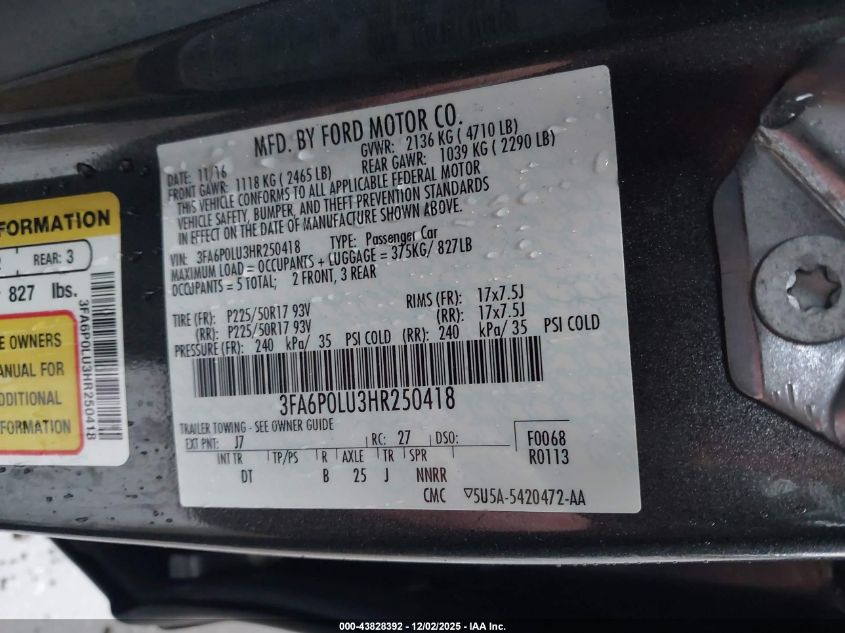 MFD. BY FORD MOTOR CO.
DATE: 11/16 GVWR: 2136 KG ( 4710 LB)
FRONT GAWR: 1118 KG ( 2465 LB) REAR GAWR: 1039 KG ( 2290 LB)
THIS VEHICLE CONFORMS TO ALL APPLICABLE FEDERAL MOTOR
VEHICLE SAFETY, BUMPER, AND THEFT PREVENTION STANDARDS
IN EFFECT ON THE DATE OF MANUFACTURE SHOWN ABOVE.
VIN: 3FA6P0LU3HR250418 TYPE: Passenger Car
MAXIMUM LOAD = OCCUPANTS + LUGGAGE = 375KG/ 827LB
OCCUPANTS = 5 TOTAL; 2 FRONT, 3 REAR
TIRE (FR): P225/50R17 93V RIMS (FR): 17x7.5J
(RR): P225/50R17 93V (RR): 17x7.5J
PRESSURE (FR): 240 kPa/ 35 PSI COLD (RR): 240 kPa/ 35 PSI COLD
3FA6P0LU3HR250418
TRAILER TOWING - SEE OWNER GUIDE
EXT PNT: J7 RC: 27 DSO: F0068
INT TR TP/PS R AXLE TR SPR R0113
DT B 25 J NNRR
CMC ▽5U5A-5420472-AA
FORMATION
REAR: 3
827 lbs.
E OWNERS
ANUAL FOR
DDITIONAL
FORMATION
3FA6P0LU3HR250418
000-43828392 - 12/02/2025 - IAA Inc.